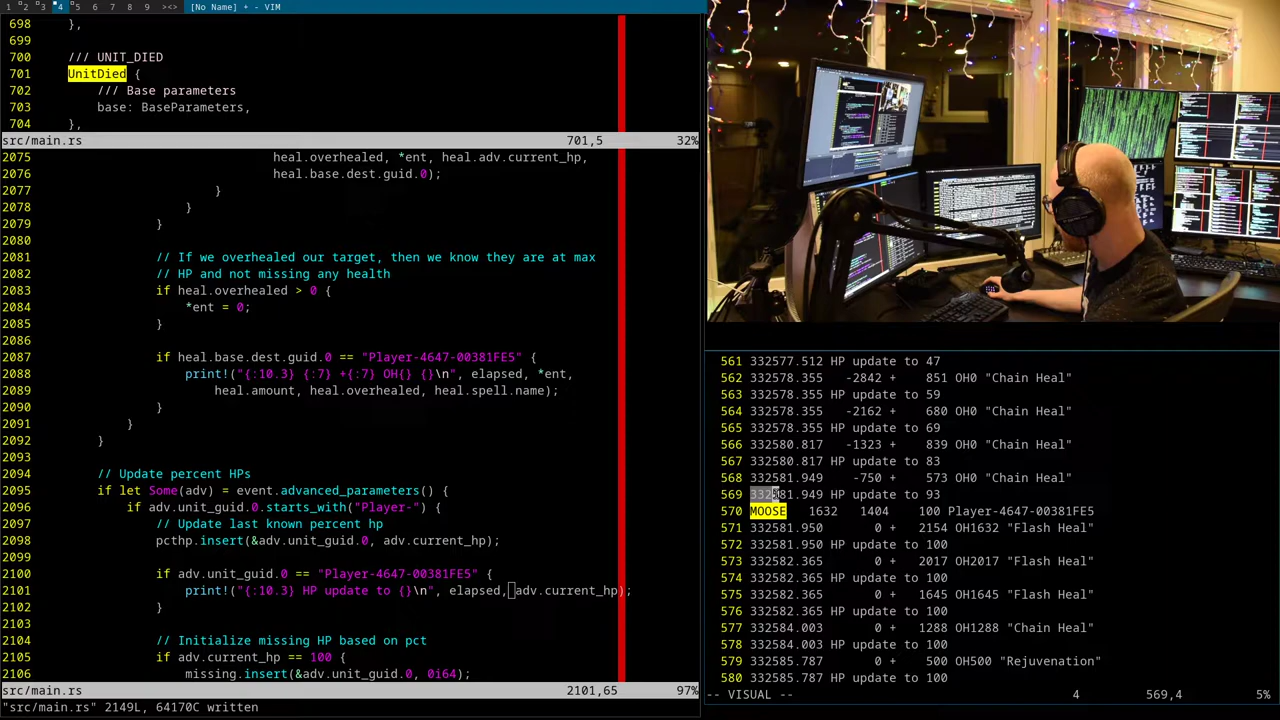 1 2 3 4 5 6 7 8 9 ><> [No Name] + - VIM
698 },
699
700 /// UNIT_DIED
701 UnitDied {
702 /// Base parameters
703 base: BaseParameters,
704 },
src/main.rs 701,5 32%
2075 heal.overhealed, *ent, heal.adv.current_hp,
2076 heal.base.dest.guid.0);
2077 }
2078 }
2079 }
2080
2081 // If we overhealed our target, then we know they are at max
2082 // HP and not missing any health
2083 if heal.overhealed > 0 {
2084 *ent = 0;
2085 }
2086
2087 if heal.base.dest.guid.0 == "Player-4647-00381FE5" {
2088 print!("{:10.3} {:7} +{:7} OH{} {}\n", elapsed, *ent,
2089 heal.amount, heal.overhealed, heal.spell.name);
2090 }
2091 }
2092 }
2093
2094 // Update percent HPs
2095 if let Some(adv) = event.advanced_parameters() {
2096 if adv.unit_guid.0.starts_with("Player-") {
2097 // Update last known percent hp
2098 pcthp.insert(&adv.unit_guid.0, adv.current_hp);
2099
2100 if adv.unit_guid.0 == "Player-4647-00381FE5" {
2101 print!("{:10.3} HP update to {}\n", elapsed, adv.current_hp);
2102 }
2103
2104 // Initialize missing HP based on pct
2105 if adv.current_hp == 100 {
2106 missing.insert(&adv.unit_guid.0, 0i64);
src/main.rs 2101,65 97%
"src/main.rs" 2149L, 64170C written
561 332577.512 HP update to 47
562 332578.355 -2842 + 851 OH0 "Chain Heal"
563 332578.355 HP update to 59
564 332578.355 -2162 + 680 OH0 "Chain Heal"
565 332578.355 HP update to 69
566 332580.817 -1323 + 839 OH0 "Chain Heal"
567 332580.817 HP update to 83
568 332581.949 -750 + 573 OH0 "Chain Heal"
569 332581.949 HP update to 93
570 MOOSE 1632 1404 100 Player-4647-00381FE5
571 332581.950 0 + 2154 OH1632 "Flash Heal"
572 332581.950 HP update to 100
573 332582.365 0 + 2017 OH2017 "Flash Heal"
574 332582.365 HP update to 100
575 332582.365 0 + 1645 OH1645 "Flash Heal"
576 332582.365 HP update to 100
577 332584.003 0 + 1288 OH1288 "Chain Heal"
578 332584.003 HP update to 100
579 332585.787 0 + 500 OH500 "Rejuvenation"
580 332585.787 HP update to 100
-- VISUAL -- 4 569,4 5%